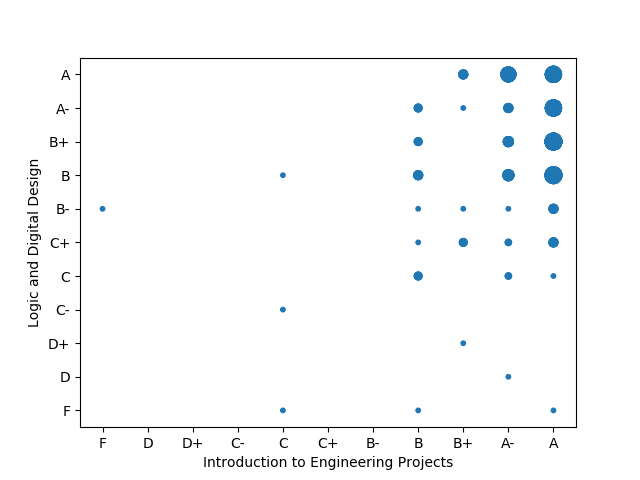 Logic and Digital Design
A
A-
B+
B
B-
C+
C
C-
D+
D
F
F D D+ C- C C+ B- B B+ A- A
Introduction to Engineering Projects